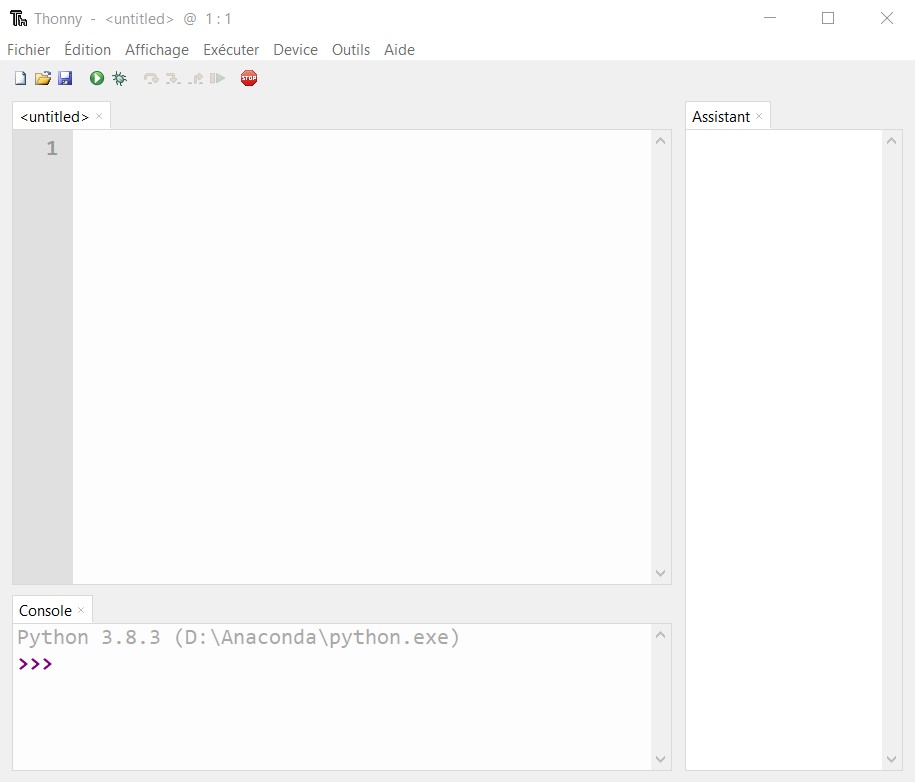 Th Thonny - <untitled> @ 1 : 1
Fichier Édition Affichage Exécuter Device Outils Aide
STOP
<untitled> ×
Assistant ×
1
Console ×
Python 3.8.3 (D:\Anaconda\python.exe)
>>>